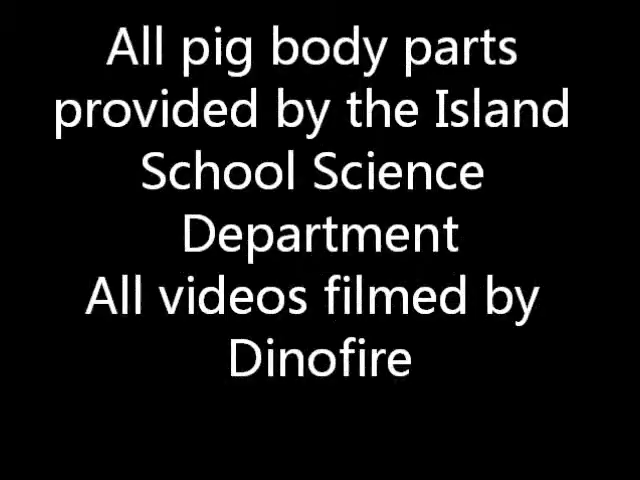 All pig body parts
provided by the Island
School Science
Department
All videos filmed by
Dinofire